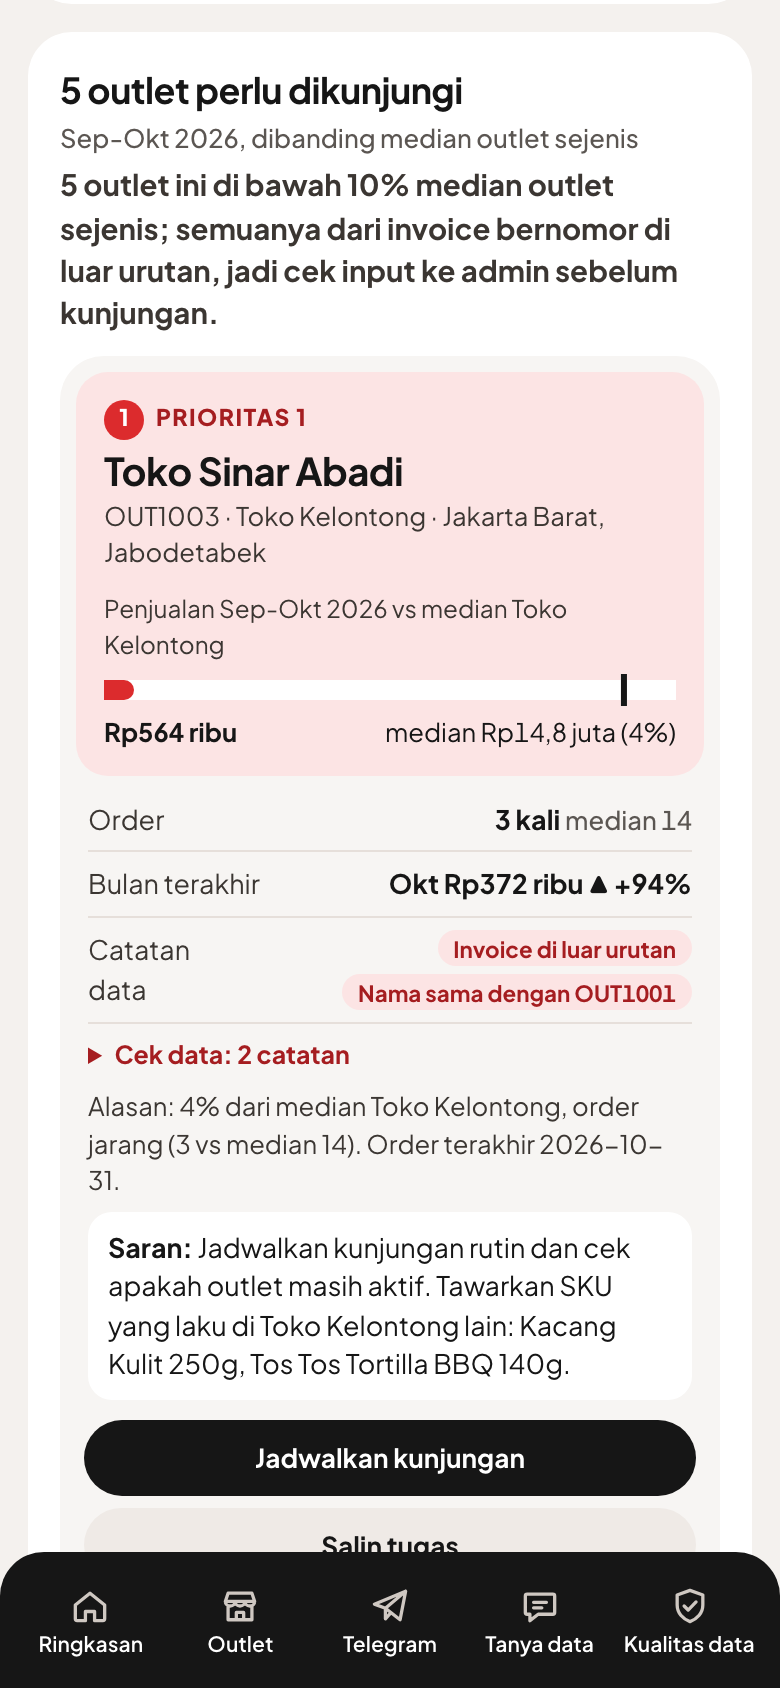 5 outlet perlu dikunjungi
Sep-Okt 2026, dibanding median outlet sejenis
5 outlet ini di bawah 10% median outlet
sejenis; semuanya dari invoice bernomor di
luar urutan, jadi cek input ke admin sebelum
kunjungan.
1 PRIORITAS 1
Toko Sinar Abadi
OUT1003 · Toko Kelontong · Jakarta Barat,
Jabodetabek
Penjualan Sep-Okt 2026 vs median Toko
Kelontong
Rp564 ribu median Rp14,8 juta (4%)
Order 3 kali median 14
Bulan terakhir Okt Rp372 ribu ▲ +94%
Catatan Invoice di luar urutan
data Nama sama dengan OUT1001
▶ Cek data: 2 catatan
Alasan: 4% dari median Toko Kelontong, order
jarang (3 vs median 14). Order terakhir 2026-10-
31.
Saran: Jadwalkan kunjungan rutin dan cek
apakah outlet masih aktif. Tawarkan SKU
yang laku di Toko Kelontong lain: Kacang
Kulit 250g, Tos Tos Tortilla BBQ 140g.
Jadwalkan kunjungan
Salin tugas
Ringkasan Outlet Telegram Tanya data Kualitas data